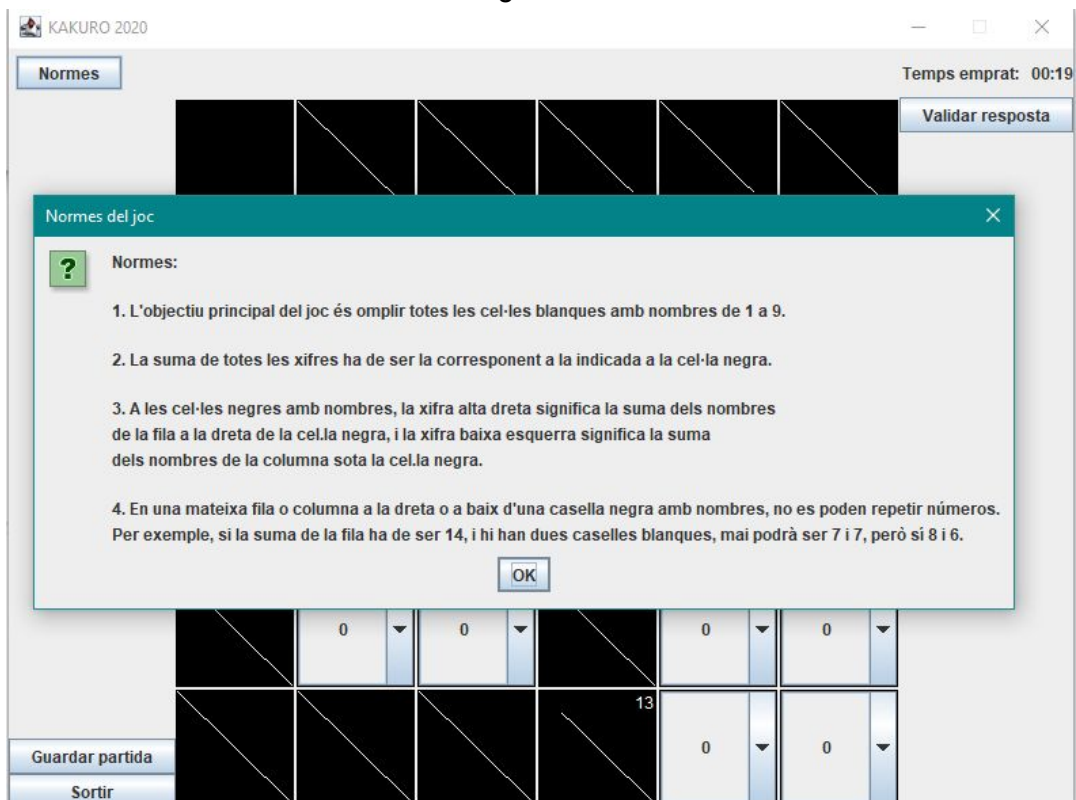 KAKURO 2020
Normes
Temps emprat: 00:19
Validar resposta
Normes del joc
Normes:
1. L'objectiu principal del joc és omplir totes les cel·les blanques amb nombres de 1 a 9.
2. La suma de totes les xifres ha de ser la corresponent a la indicada a la cel·la negra.
3. A les cel·les negres amb nombres, la xifra alta dreta significa la suma dels nombres
de la fila a la dreta de la cel.la negra, i la xifra baixa esquerra significa la suma
dels nombres de la columna sota la cel.la negra.
4. En una mateixa fila o columna a la dreta o a baix d'una casella negra amb nombres, no es poden repetir números.
Per exemple, si la suma de la fila ha de ser 14, i hi han dues caselles blanques, mai podrà ser 7 i 7, però sí 8 i 6.
OK
0 0 0 0
13 0 0
Guardar partida
Sortir